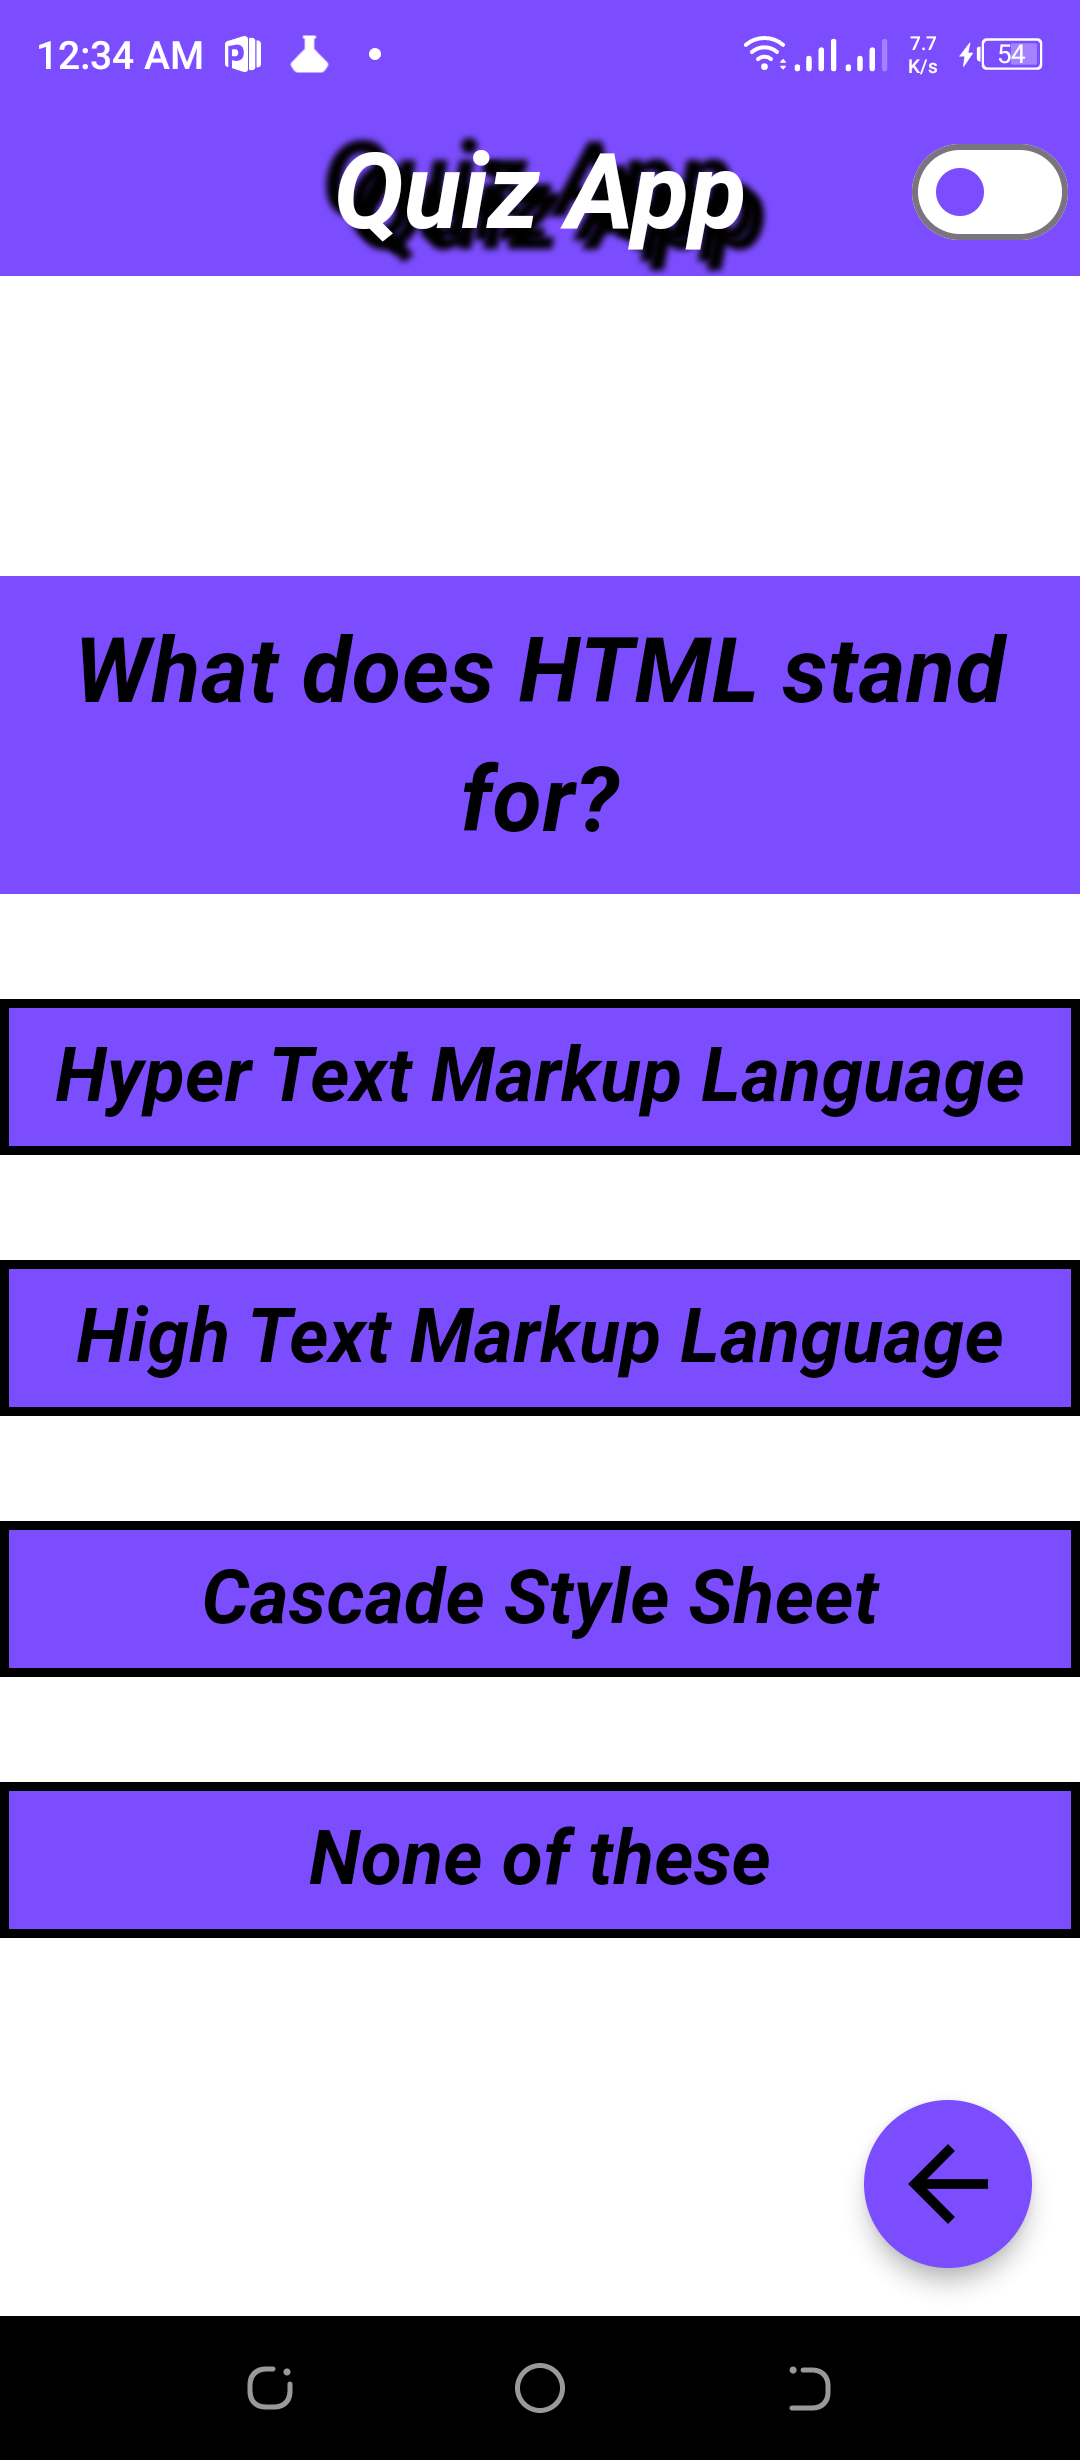 12:34 AM
7.7
K/s
54
Quiz App
What does HTML stand
for?
Hyper Text Markup Language
High Text Markup Language
Cascade Style Sheet
None of these